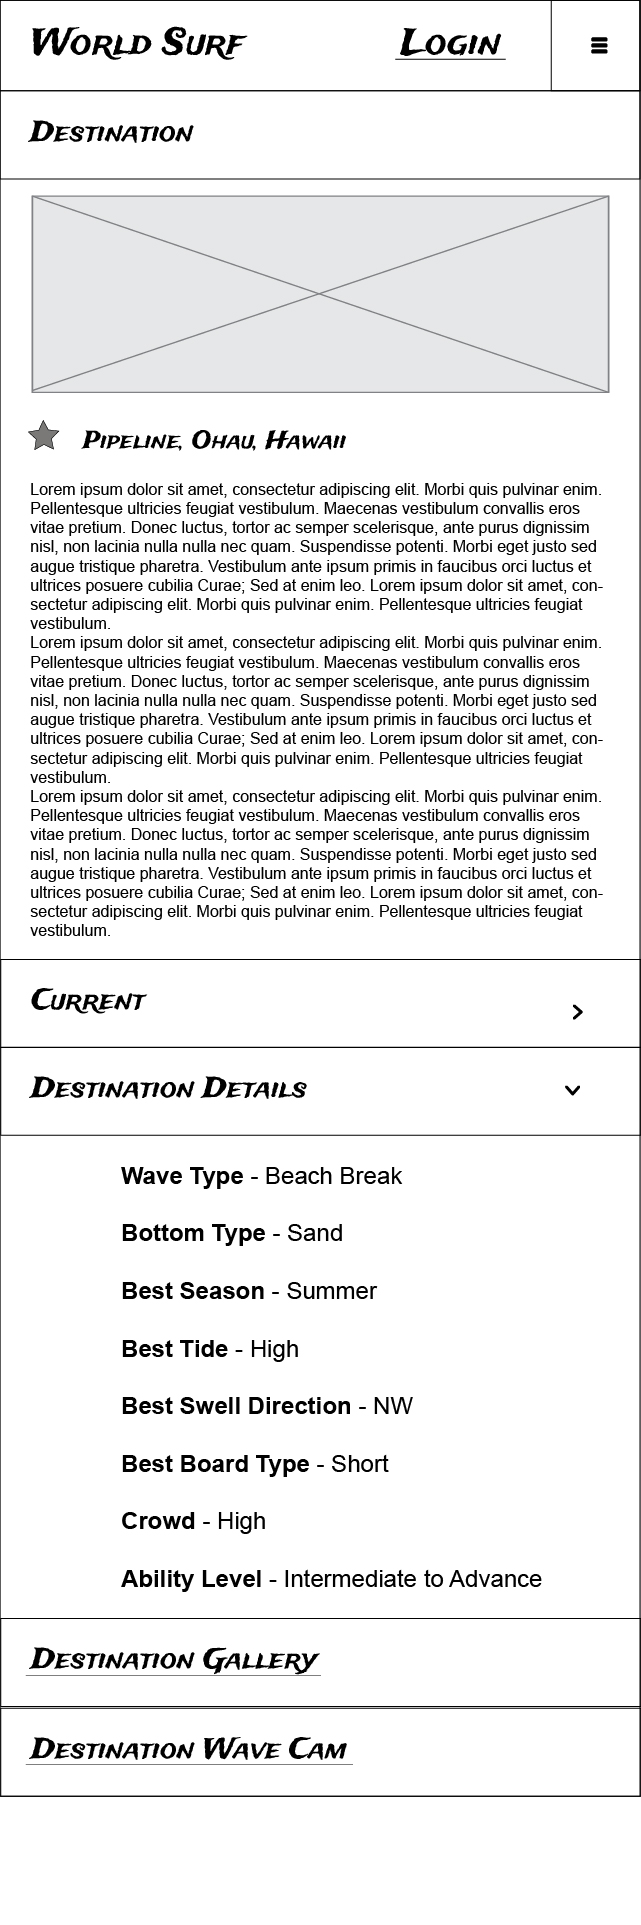 World Surf
Login
Destination
Pipeline, Ohau, Hawaii
Lorem ipsum dolor sit amet, consectetur adipiscing elit. Morbi quis pulvinar enim.
Pellentesque ultricies feugiat vestibulum. Maecenas vestibulum convallis eros
vitae pretium. Donec luctus, tortor ac semper scelerisque, ante purus dignissim
nisl, non lacinia nulla nulla nec quam. Suspendisse potenti. Morbi eget justo sed
augue tristique pharetra. Vestibulum ante ipsum primis in faucibus orci luctus et
ultrices posuere cubilia Curae; Sed at enim leo. Lorem ipsum dolor sit amet, con-
sectetur adipiscing elit. Morbi quis pulvinar enim. Pellentesque ultricies feugiat
vestibulum.
Lorem ipsum dolor sit amet, consectetur adipiscing elit. Morbi quis pulvinar enim.
Pellentesque ultricies feugiat vestibulum. Maecenas vestibulum convallis eros
vitae pretium. Donec luctus, tortor ac semper scelerisque, ante purus dignissim
nisl, non lacinia nulla nulla nec quam. Suspendisse potenti. Morbi eget justo sed
augue tristique pharetra. Vestibulum ante ipsum primis in faucibus orci luctus et
ultrices posuere cubilia Curae; Sed at enim leo. Lorem ipsum dolor sit amet, con-
sectetur adipiscing elit. Morbi quis pulvinar enim. Pellentesque ultricies feugiat
vestibulum.
Lorem ipsum dolor sit amet, consectetur adipiscing elit. Morbi quis pulvinar enim.
Pellentesque ultricies feugiat vestibulum. Maecenas vestibulum convallis eros
vitae pretium. Donec luctus, tortor ac semper scelerisque, ante purus dignissim
nisl, non lacinia nulla nulla nec quam. Suspendisse potenti. Morbi eget justo sed
augue tristique pharetra. Vestibulum ante ipsum primis in faucibus orci luctus et
ultrices posuere cubilia Curae; Sed at enim leo. Lorem ipsum dolor sit amet, con-
sectetur adipiscing elit. Morbi quis pulvinar enim. Pellentesque ultricies feugiat
vestibulum.
Current
Destination Details
Wave Type - Beach Break
Bottom Type - Sand
Best Season - Summer
Best Tide - High
Best Swell Direction - NW
Best Board Type - Short
Crowd - High
Ability Level - Intermediate to Advance
Destination Gallery
Destination Wave Cam